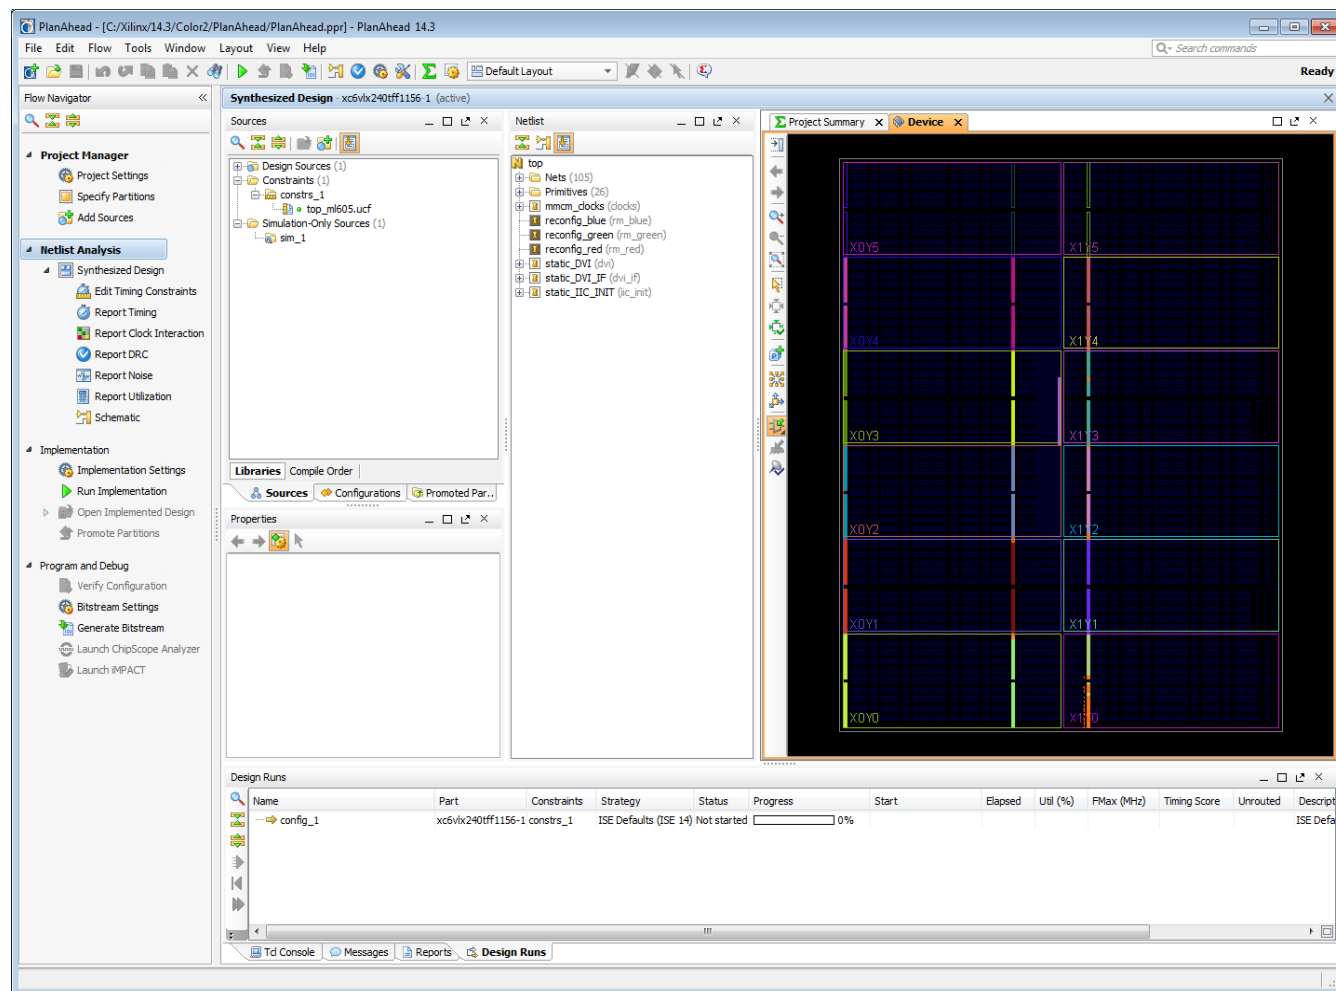 PlanAhead - [C:/Xilinx/14.3/Color2/PlanAhead/PlanAhead.ppr] - PlanAhead 14.3
File Edit Flow Tools Window Layout View Help
Search commands
Default Layout
Ready
Flow Navigator
Project Manager
Project Settings
Specify Partitions
Add Sources
Netlist Analysis
Synthesized Design
Edit Timing Constraints
Report Timing
Report Clock Interaction
Report DRC
Report Noise
Report Utilization
Schematic
Implementation
Implementation Settings
Run Implementation
Open Implemented Design
Promote Partitions
Program and Debug
Verify Configuration
Bitstream Settings
Generate Bitstream
Launch ChipScope Analyzer
Launch iMPACT
Synthesized Design - xc6vlx240tff1156-1 (active)
Sources
Design Sources (1)
Constraints (1)
constrs_1
top_ml605.ucf
Simulation-Only Sources (1)
sim_1
Libraries Compile Order
Sources Configurations Promoted Par..
Properties
Netlist
top
Nets (105)
Primitives (26)
mmcm_clocks (clocks)
reconfig_blue (rm_blue)
reconfig_green (rm_green)
reconfig_red (rm_red)
static_DVI (dvi)
static_DVI_IF (dvi_if)
static_IIC_INIT (iic_init)
Project Summary Device
X0Y5 X1Y5
X0Y4 X1Y4
X0Y3 X1Y3
X0Y2 X1Y2
X0Y1 X1Y1
X0Y0 X1Y0
Design Runs
Name Part Constraints Strategy Status Progress Start Elapsed Util (%) FMax (MHz) Timing Score Unrouted Descript
config_1 xc6vlx240tff1156-1 constrs_1 ISE Defaults (ISE 14) Not started 0% ISE Defa
Tcl Console Messages Reports Design Runs